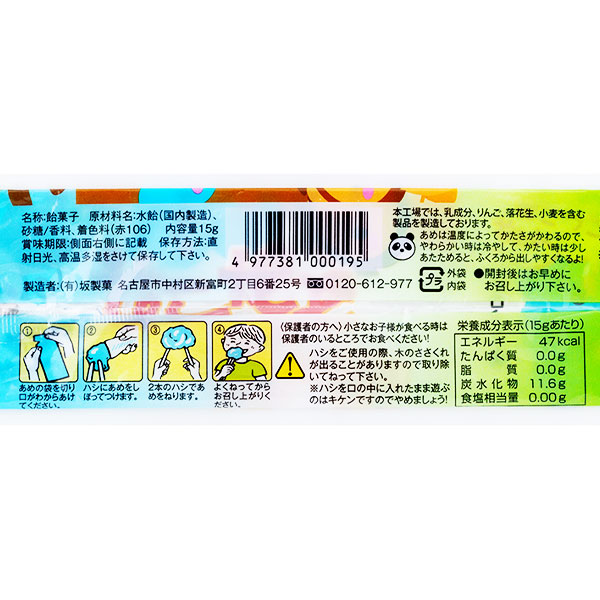 名称:飴菓子 原材料名:水飴(国内製造)、
砂糖/香料、着色料(赤106) 内容量15g
賞味期限:側面右側に記載 保存方法:直
射日光、高温多湿をさけて保存して下さい。
製造者:(有)坂製菓 名古屋市中村区新富町2丁目6番25号 0120-612-977
4 977381 000195
本工場では、乳成分、りんご、落花生、小麦を含む
製品を製造しております。
あめは温度によってかたさがかわるので、
やわらかい時は冷やして、かたい時は少し
あたためると、ふくろから出しやすくなるよ!
プラ
外袋
内袋
●開封後はお早めに
お召し上がり下さい。
①
あめの袋を切り
口がわからあけ
てください。
②
ハシにあめをし
ぼってつけます。
③
2本のハシであ
めをねります。
④
よくねってから
お召し上がりく
ださい。
〈保護者の方へ〉小さなお子様が食べる時は
保護者のいるところでお食べください。
ハシをご使用の際、木のささくれ
が出ることがありますので取り除
いてねって下さい。
※ハシを口の中に入れたまま遊ぶ
のはキケンですのでやめましょう!
栄養成分表示(15gあたり)
エネルギー 47kcal
たんぱく質 0.0g
脂質 0.0g
炭水化物 11.6g
食塩相当量 0.00g